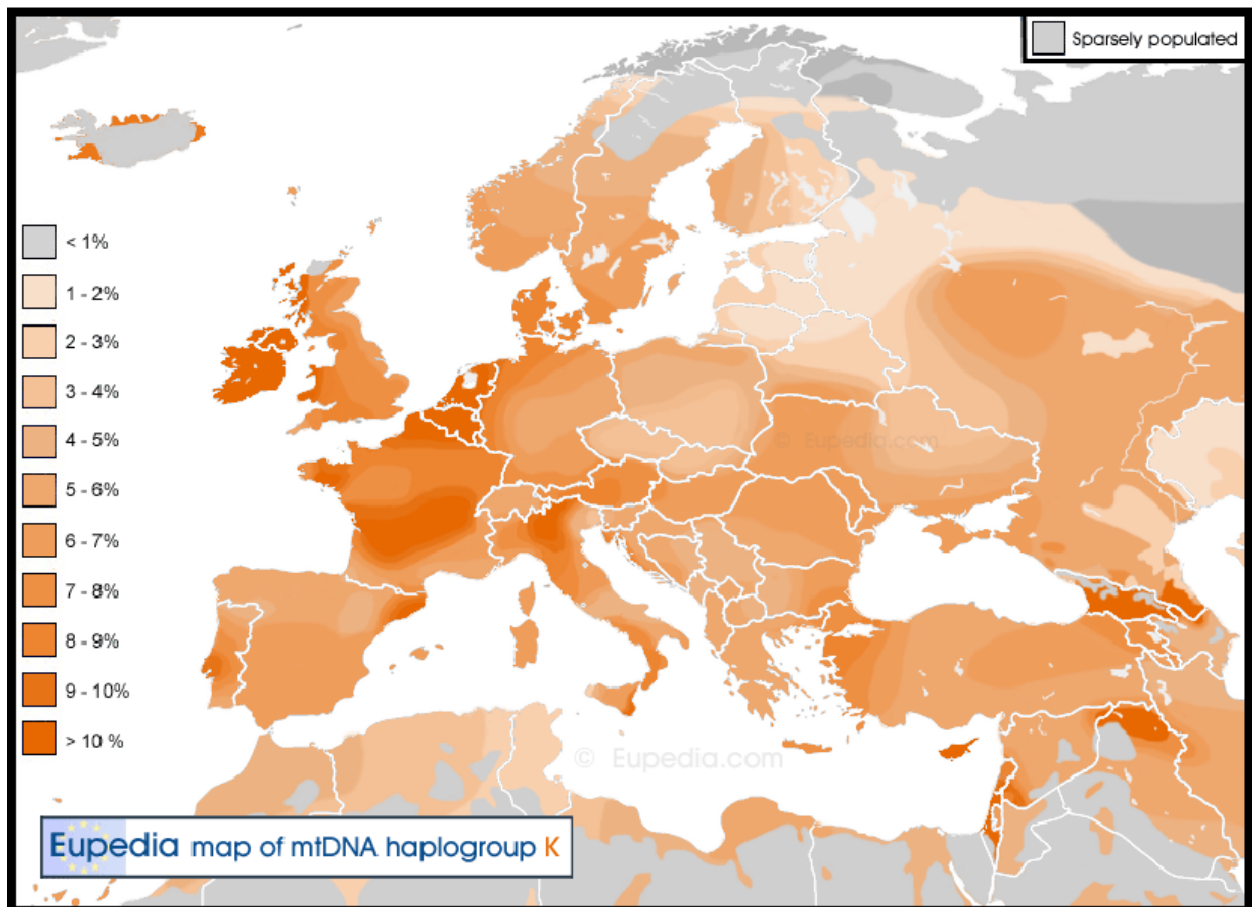 Sparsely populated
< 1%
1 - 2%
2 - 3%
3 - 4%
4 - 5%
5 - 6%
6 - 7%
7 - 8%
8 - 9%
9 - 10%
> 10 %
© Eupedia.com
© Eupedia.com
Eupedia map of mtDNA haplogroup K